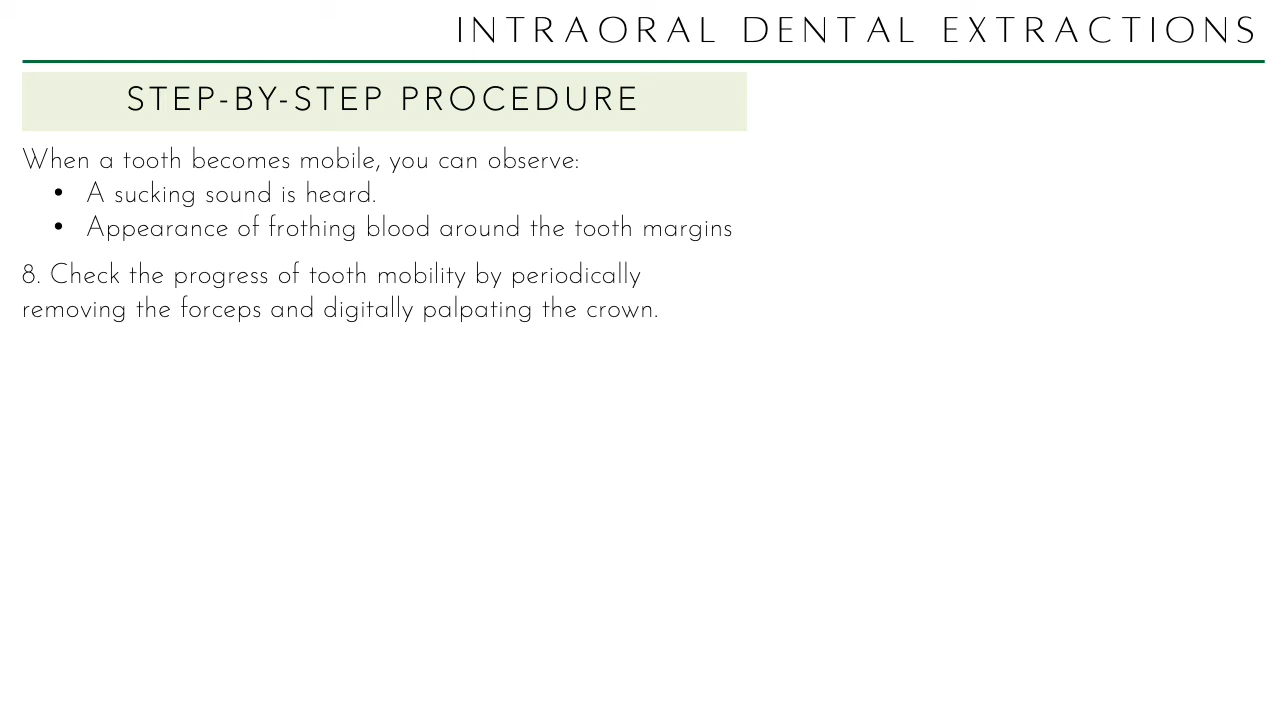 INTRAORAL DENTAL EXTRACTIONS
STEP-BY-STEP PROCEDURE
When a tooth becomes mobile, you can observe:
• A sucking sound is heard.
• Appearance of frothing blood around the tooth margins
8. Check the progress of tooth mobility by periodically
removing the forceps and digitally palpating the crown.